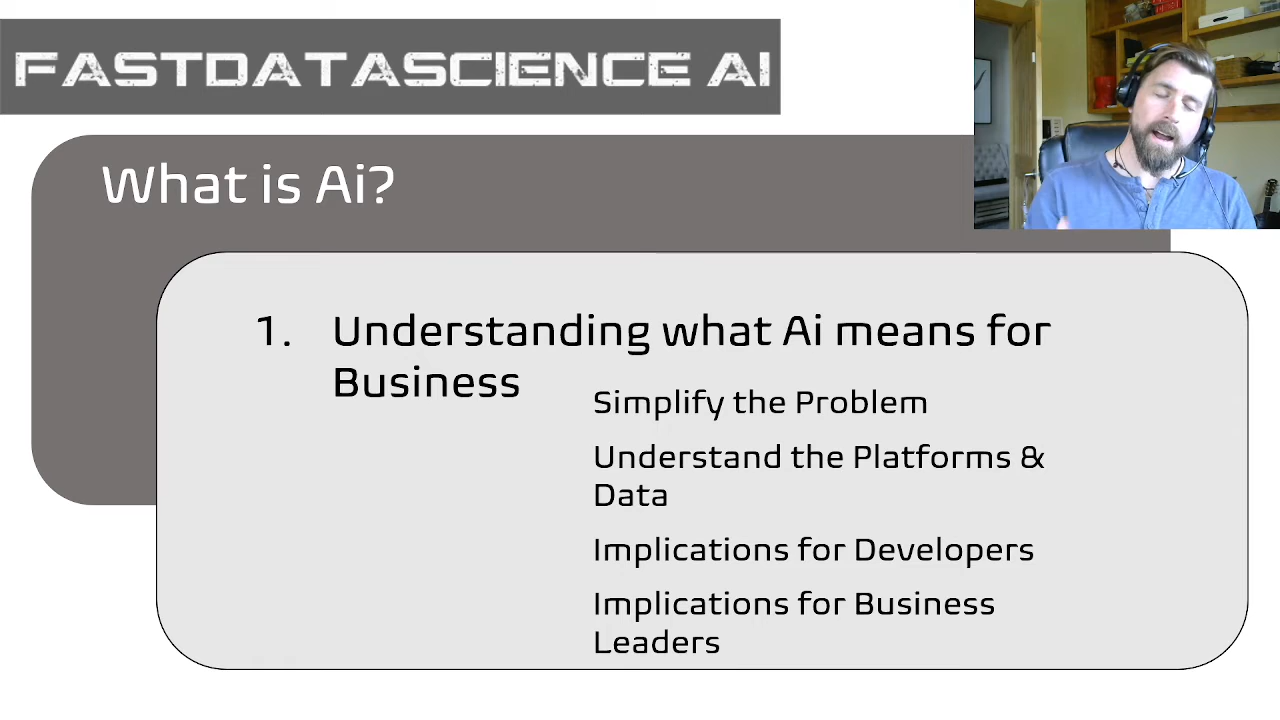 FASTDATASCIENCE AI
What is Ai?
1. Understanding what Ai means for
Business
Simplify the Problem
Understand the Platforms &
Data
Implications for Developers
Implications for Business
Leaders